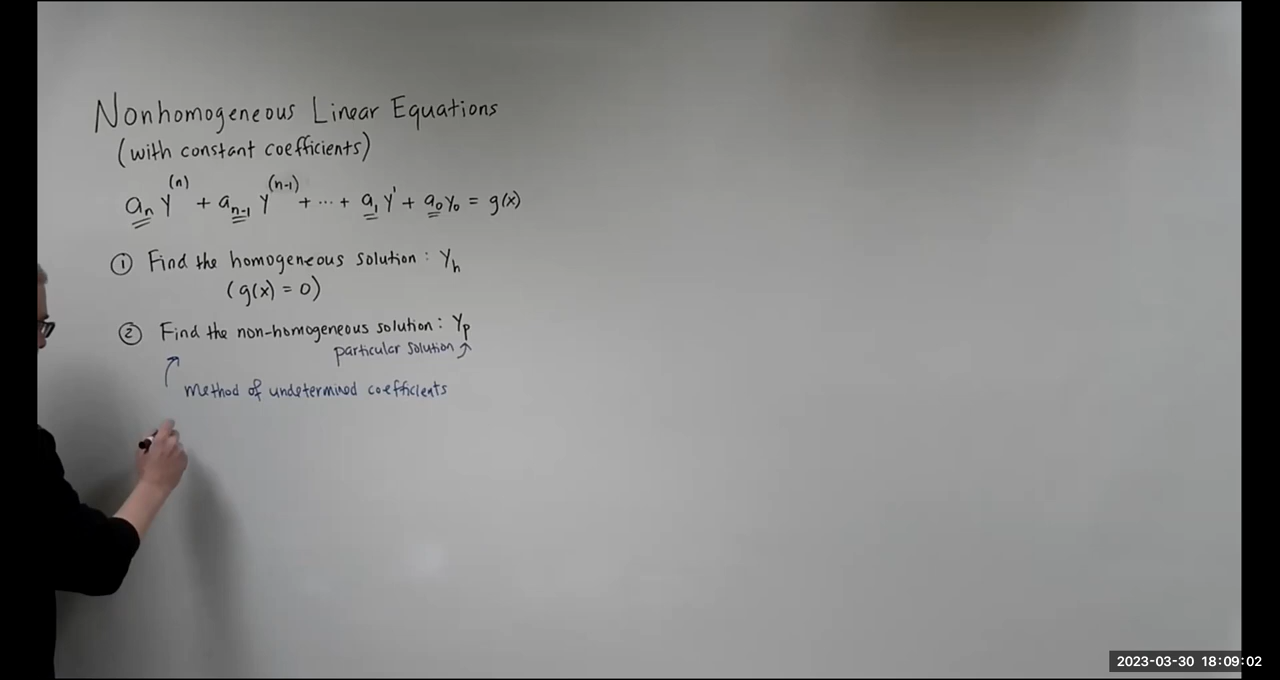 Nonhomogeneous Linear Equations
(with constant coefficients)
aₙ y⁽ⁿ⁾ + aₙ₋₁ y⁽ⁿ⁻¹⁾ + ··· + a₁ y' + a₀ y₀ = g(x)
① Find the homogeneous solution : Yₕ
(g(x) = 0)
② Find the non-homogeneous solution : Yₚ
particular solution ↗
Method of undetermined coefficients
2023-03-30 18:09:02